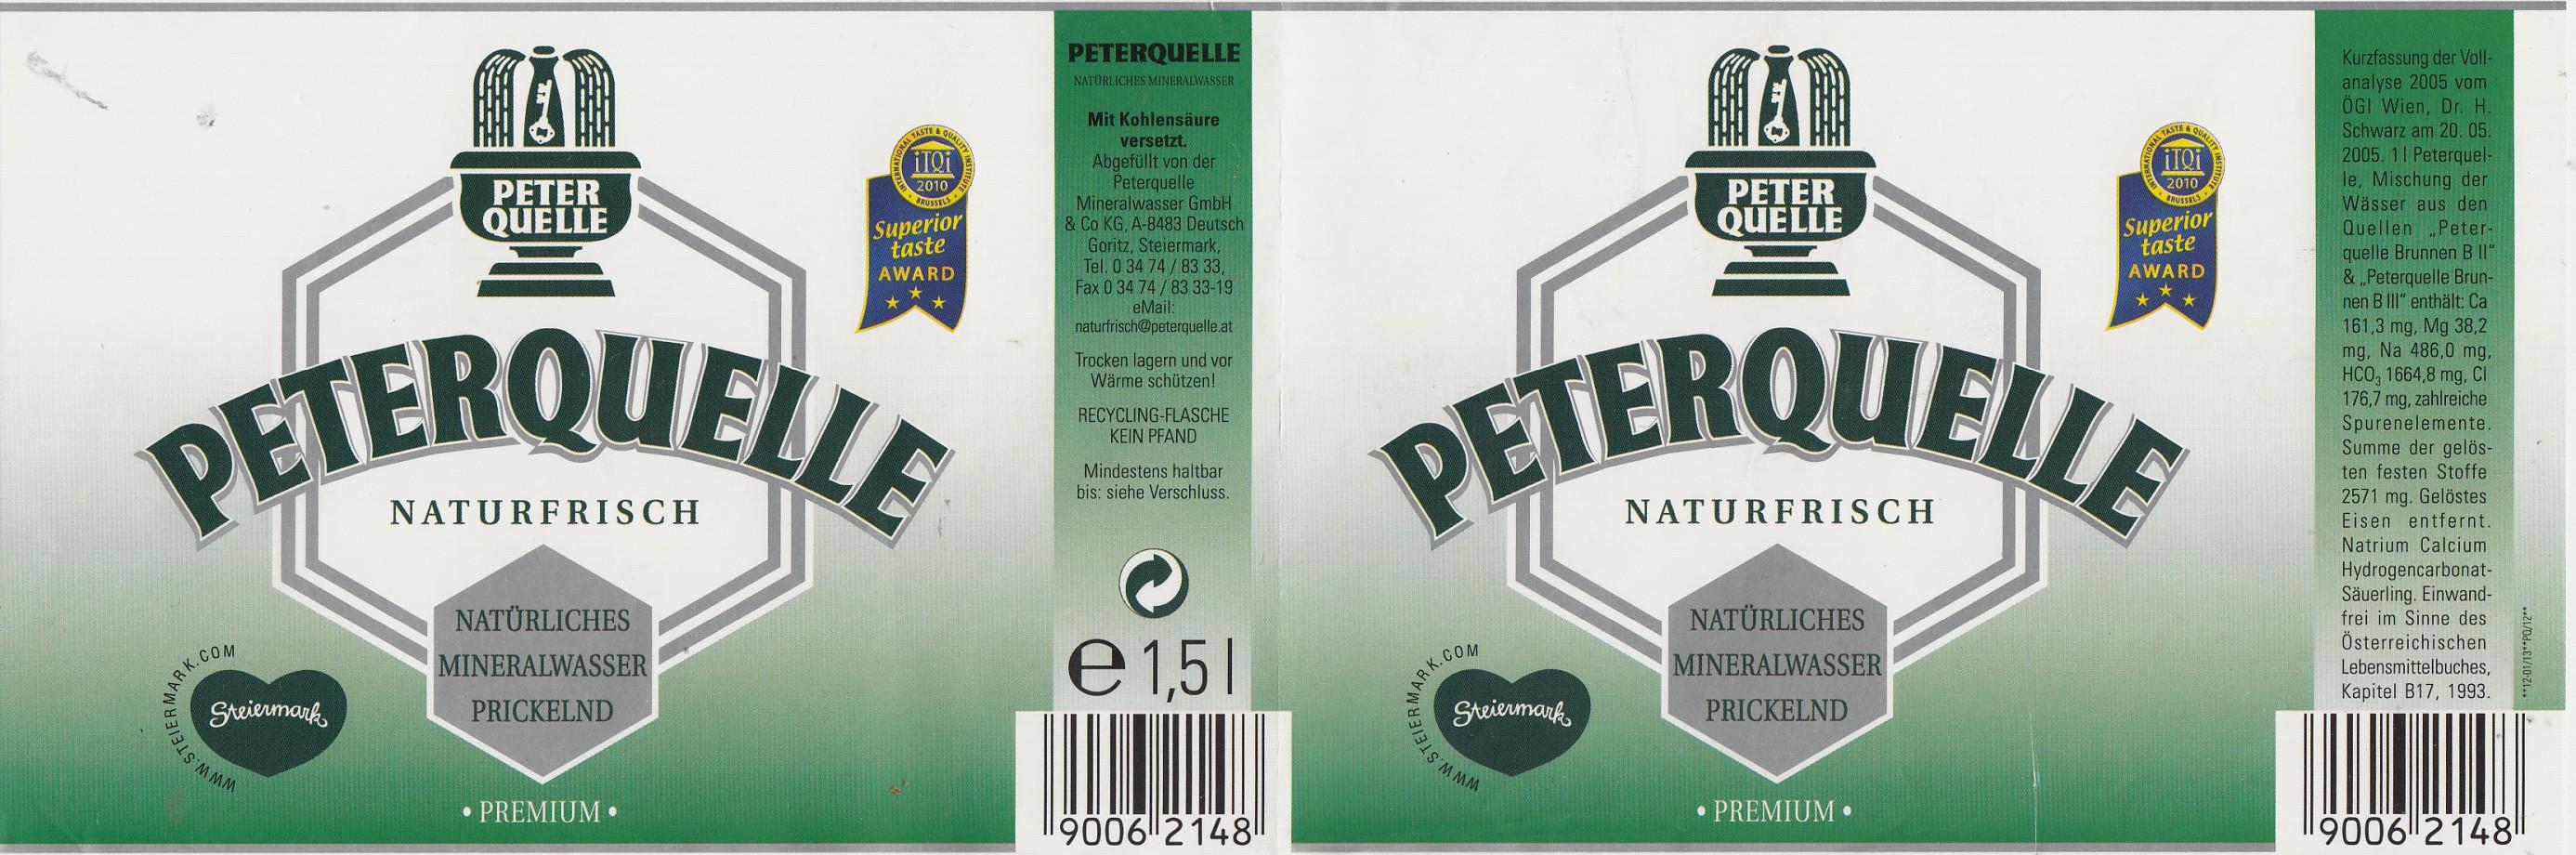 PETER
QUELLE
PETERQUELLE
NATURFRISCH
NATÜRLICHES
MINERALWASSER
PRICKELND
• PREMIUM •
WWW.STEIERMARK.COM
Steiermark
INTERNATIONAL TASTE & QUALITY INSTITUTE
iTQi
2010
• BRUSSELS •
Superior
taste
AWARD
PETERQUELLE
NATÜRLICHES MINERALWASSER
Mit Kohlensäure
versetzt.
Abgefüllt von der
Peterquelle
Mineralwasser GmbH
& Co KG, A-8483 Deutsch
Goritz, Steiermark,
Tel. 0 34 74 / 83 33,
Fax 0 34 74 / 83 33-19
eMail:
naturfrisch@peterquelle.at
Trocken lagern und vor
Wärme schützen!
RECYCLING-FLASCHE
KEIN PFAND
Mindestens haltbar
bis: siehe Verschluss.
e 1,5 l
9006 2148
PETER
QUELLE
PETERQUELLE
NATURFRISCH
NATÜRLICHES
MINERALWASSER
PRICKELND
• PREMIUM •
WWW.STEIERMARK.COM
Steiermark
INTERNATIONAL TASTE & QUALITY INSTITUTE
iTQi
2010
• BRUSSELS •
Superior
taste
AWARD
Kurzfassung der Voll-
analyse 2005 vom
ÖGI Wien, Dr. H.
Schwarz am 20. 05.
2005. 1 l Peterquel-
le, Mischung der
Wässer aus den
Quellen „Peter-
quelle Brunnen B II“
& „Peterquelle Brun-
nen B III“ enthält: Ca
161,3 mg, Mg 38,2
mg, Na 486,0 mg,
HCO₃ 1664,8 mg, Cl
176,7 mg, zahlreiche
Spurenelemente.
Summe der gelös-
ten festen Stoffe
2571 mg. Gelöstes
Eisen entfernt.
Natrium Calcium
Hydrogencarbonat-
Säuerling. Einwand-
frei im Sinne des
Österreichischen
Lebensmittelbuches,
Kapitel B17, 1993.
**12-01/13**PQ/12**
9006 2148